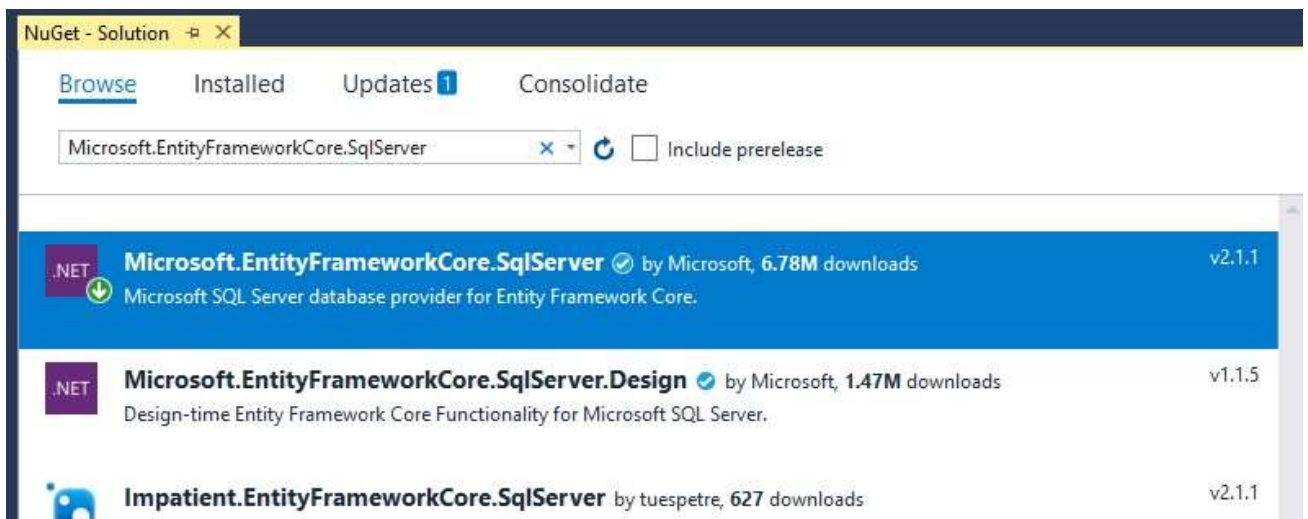 NuGet - Solution
Browse Installed Updates 1 Consolidate
Microsoft.EntityFrameworkCore.SqlServer Include prerelease
.NET Microsoft.EntityFrameworkCore.SqlServer by Microsoft, 6.78M downloads v2.1.1
Microsoft SQL Server database provider for Entity Framework Core.
.NET Microsoft.EntityFrameworkCore.SqlServer.Design by Microsoft, 1.47M downloads v1.1.5
Design-time Entity Framework Core Functionality for Microsoft SQL Server.
Impatient.EntityFrameworkCore.SqlServer by tuespetre, 627 downloads v2.1.1